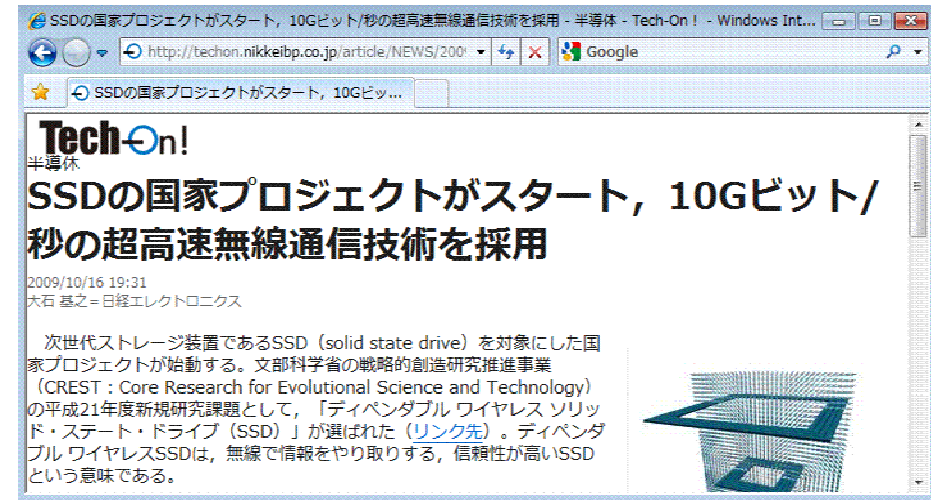 SSDの国家プロジェクトがスタート，10Gビット/秒の超高速無線通信技術を採用 - 半導体 - Tech-On！ - Windows Int...
http://techon.nikkeibp.co.jp/article/NEWS/2009
Google
SSDの国家プロジェクトがスタート，10Gビッ...
Tech-On!
半導体
SSDの国家プロジェクトがスタート，10Gビット/
秒の超高速無線通信技術を採用
2009/10/16 19:31
大石 基之＝日経エレクトロニクス
次世代ストレージ装置であるSSD（solid state drive）を対象にした国
家プロジェクトが始動する。文部科学省の戦略的創造研究推進事業
（CREST：Core Research for Evolutional Science and Technology）
の平成21年度新規研究課題として，「ディペンダブル ワイヤレス ソリッ
ド・ステート・ドライブ（SSD）」が選ばれた（リンク先）。ディペンダ
ブル ワイヤレスSSDは，無線で情報をやり取りする，信頼性が高いSSD
という意味である。